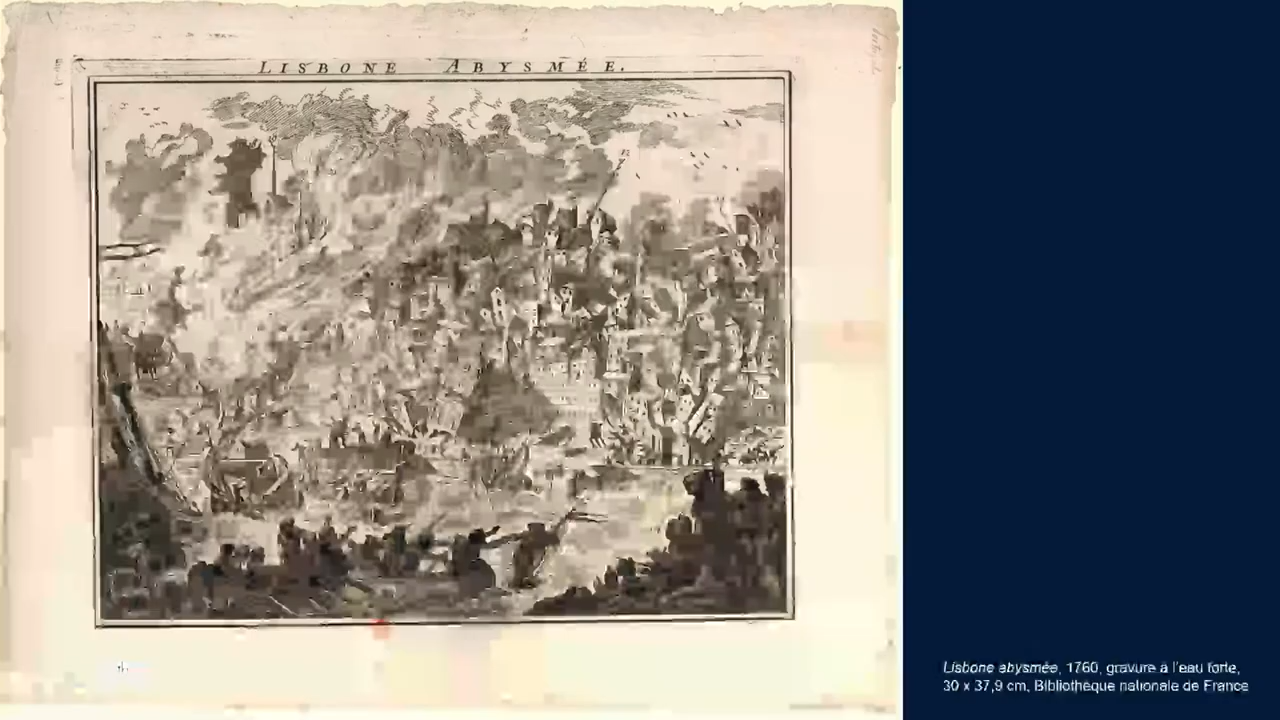 LISBONE ABYSMÉE.
Lisbone abysmée, 1760, gravure à l'eau forte,
30 x 37,9 cm, Bibliothèque nationale de France